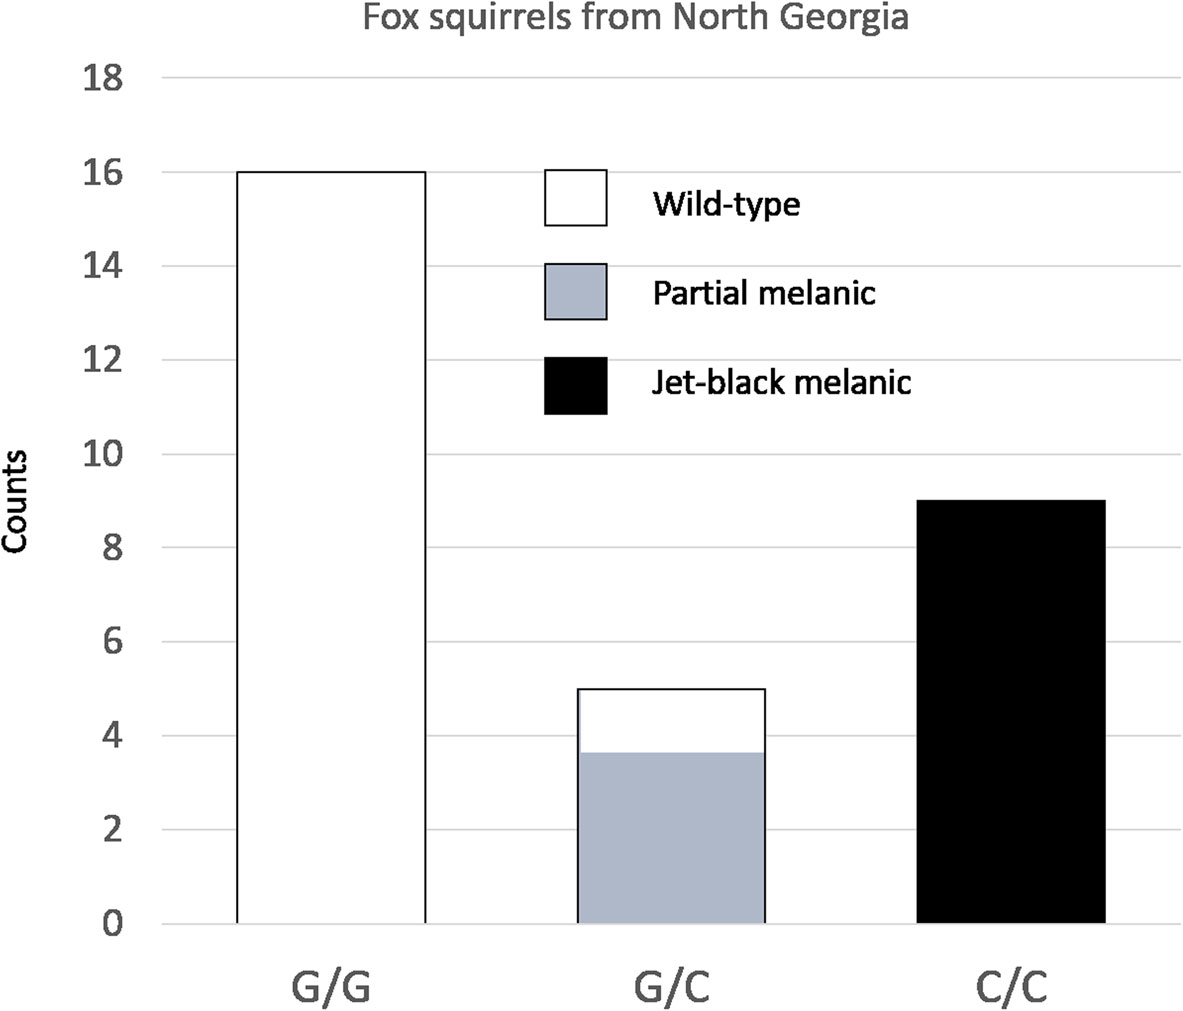 Fox squirrels from North Georgia
18
16
14
12
10
8
6
4
2
0
Counts
Wild-type
Partial melanic
Jet-black melanic
G/G G/C C/C